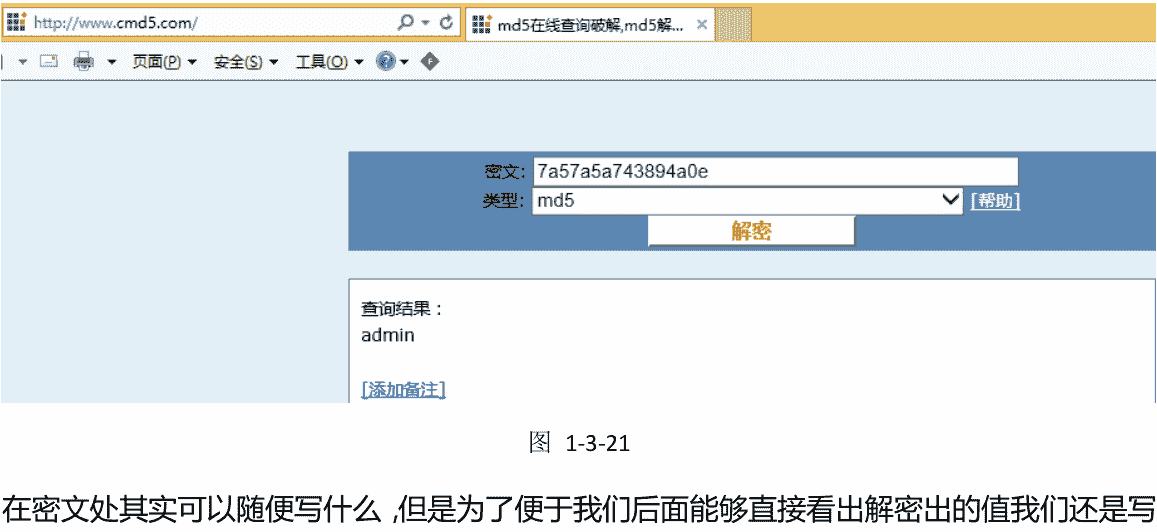 http://www.cmd5.com/
md5在线查询破解,md5解...
页面(P) 安全(S) 工具(O)
密文: 7a57a5a743894a0e
类型: md5 [帮助]
解密
查询结果：
admin
[添加备注]
图 1-3-21
在密文处其实可以随便写什么,但是为了便于我们后面能够直接看出解密出的值我们还是写